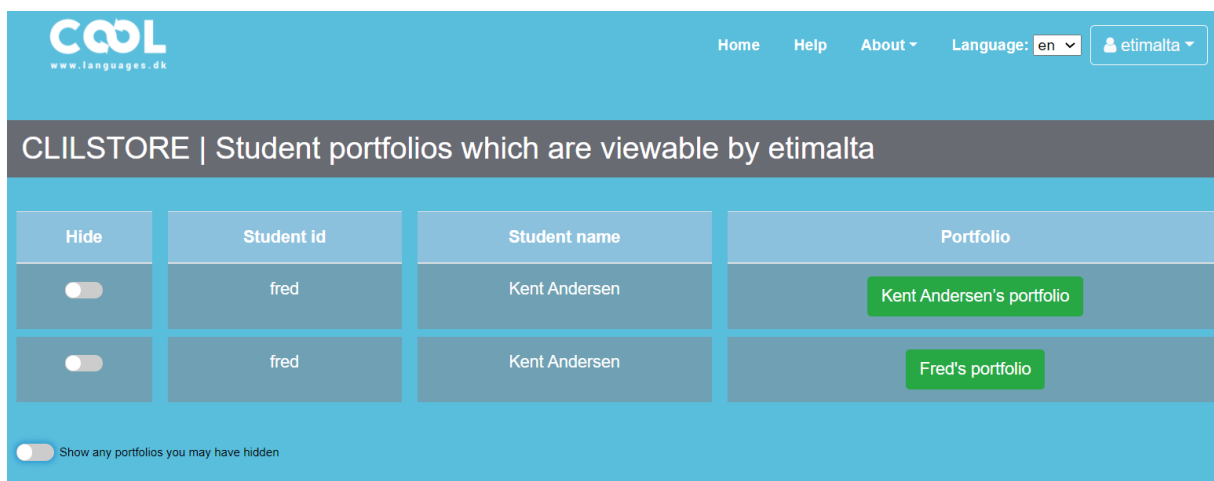 COOL
www.languages.dk
Home Help About Language: en etimalta
CLILSTORE | Student portfolios which are viewable by etimalta
Hide Student id Student name Portfolio
fred Kent Andersen Kent Andersen's portfolio
fred Kent Andersen Fred's portfolio
Show any portfolios you may have hidden